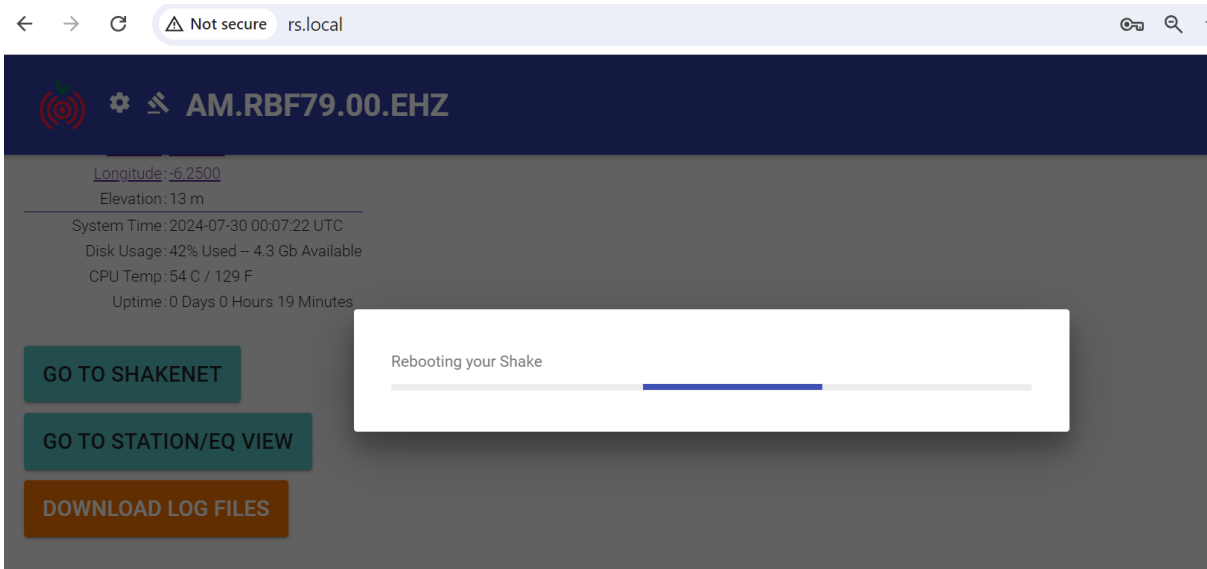 Not secure rs.local
AM.RBF79.00.EHZ
Longitude: -6.2500
Elevation: 13 m
System Time: 2024-07-30 00:07:22 UTC
Disk Usage: 42% Used -- 4.3 Gb Available
CPU Temp: 54 C / 129 F
Uptime: 0 Days 0 Hours 19 Minutes
Rebooting your Shake
GO TO SHAKENET
GO TO STATION/EQ VIEW
DOWNLOAD LOG FILES